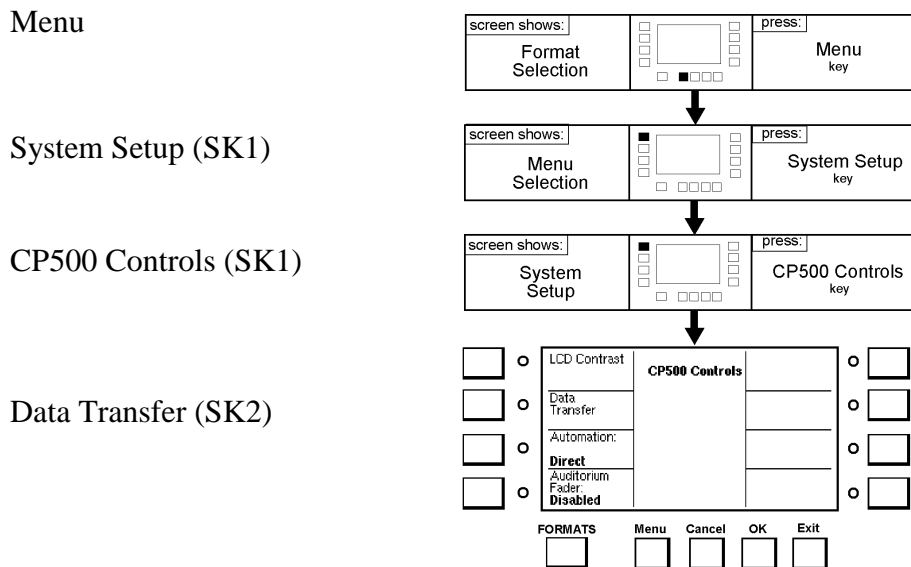 Menu
screen shows:
Format
Selection
press:
Menu
key
System Setup (SK1)
screen shows:
Menu
Selection
press:
System Setup
key
CP500 Controls (SK1)
screen shows:
System
Setup
press:
CP500 Controls
key
Data Transfer (SK2)
LCD Contrast
CP500 Controls
Data
Transfer
Automation:
Direct
Auditorium
Fader:
Disabled
FORMATS Menu Cancel OK Exit